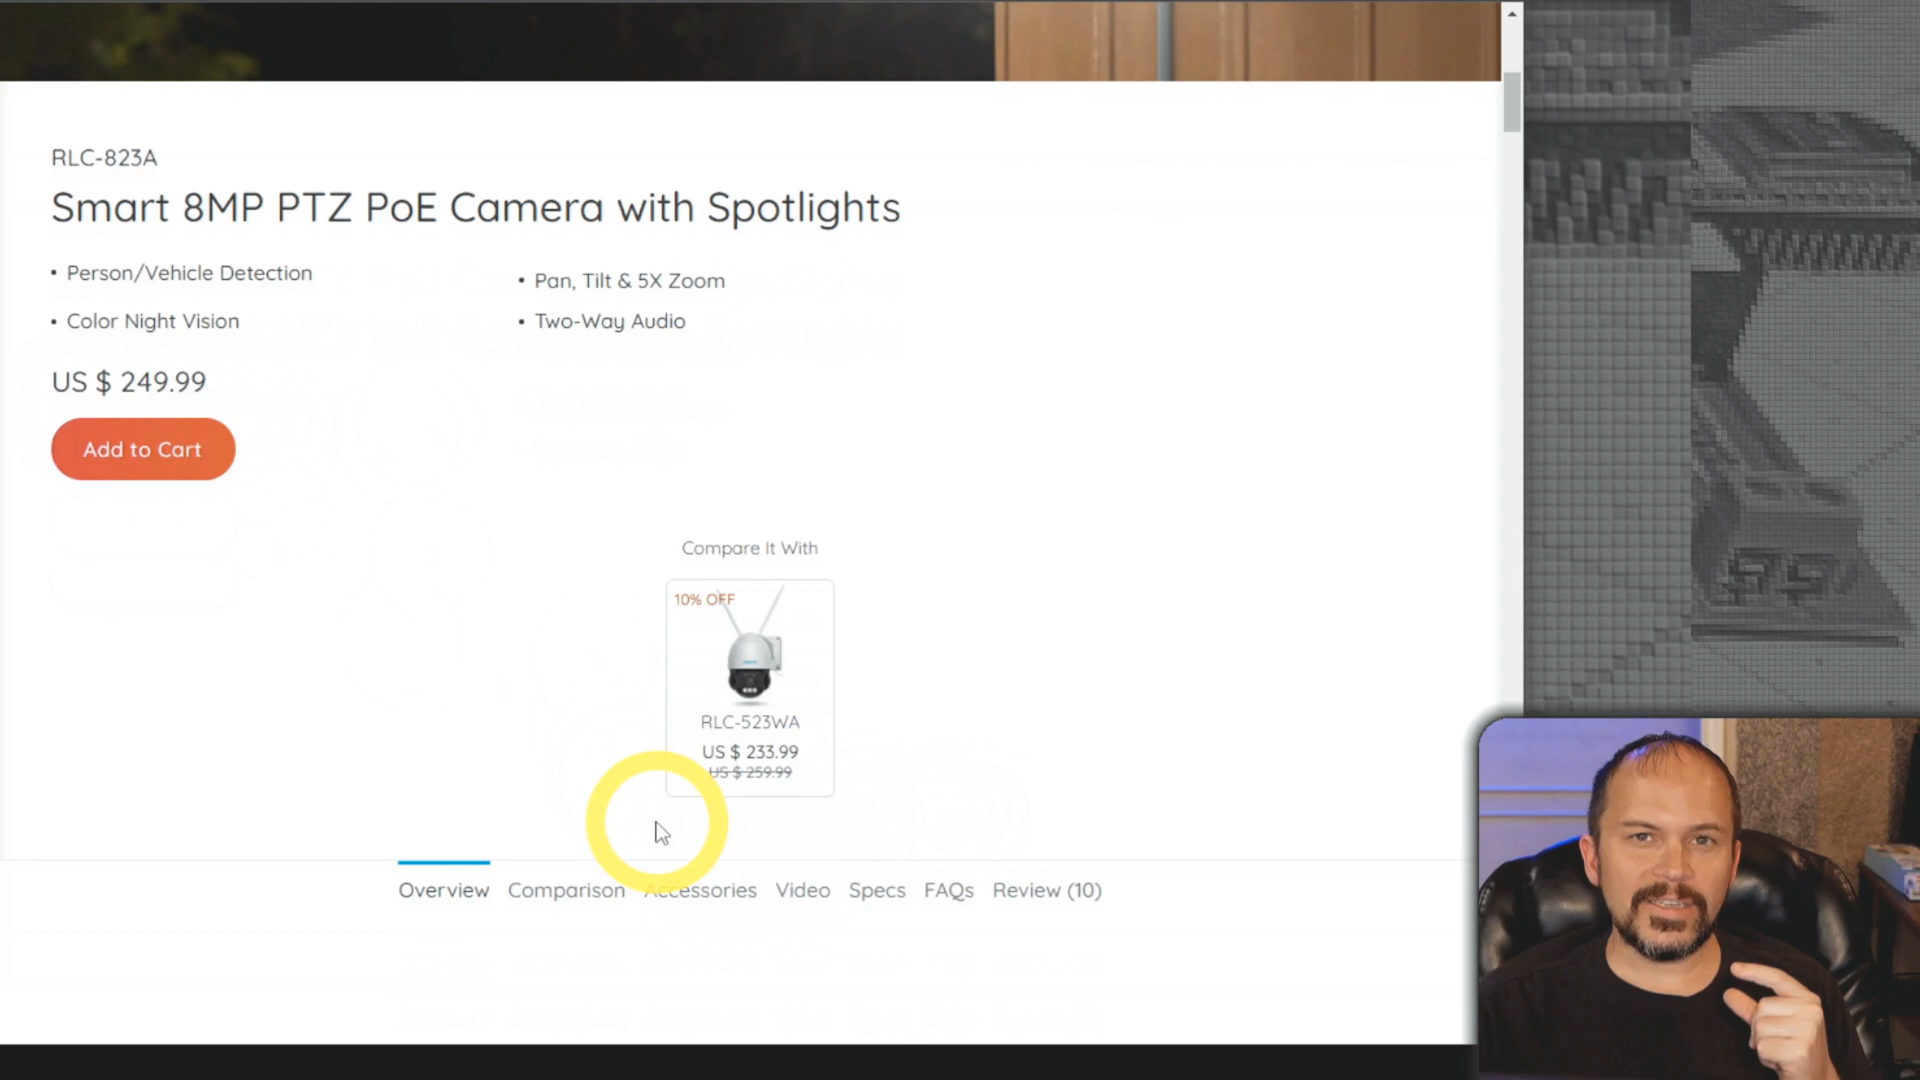 RLC-823A
Smart 8MP PTZ PoE Camera with Spotlights
• Person/Vehicle Detection
• Pan, Tilt & 5X Zoom
• Color Night Vision
• Two-Way Audio
US $ 249.99
Add to Cart
Compare It With
10% OFF
RLC-523WA
US $ 233.99
US $ 259.99
Overview Comparison Accessories Video Specs FAQs Review (10)